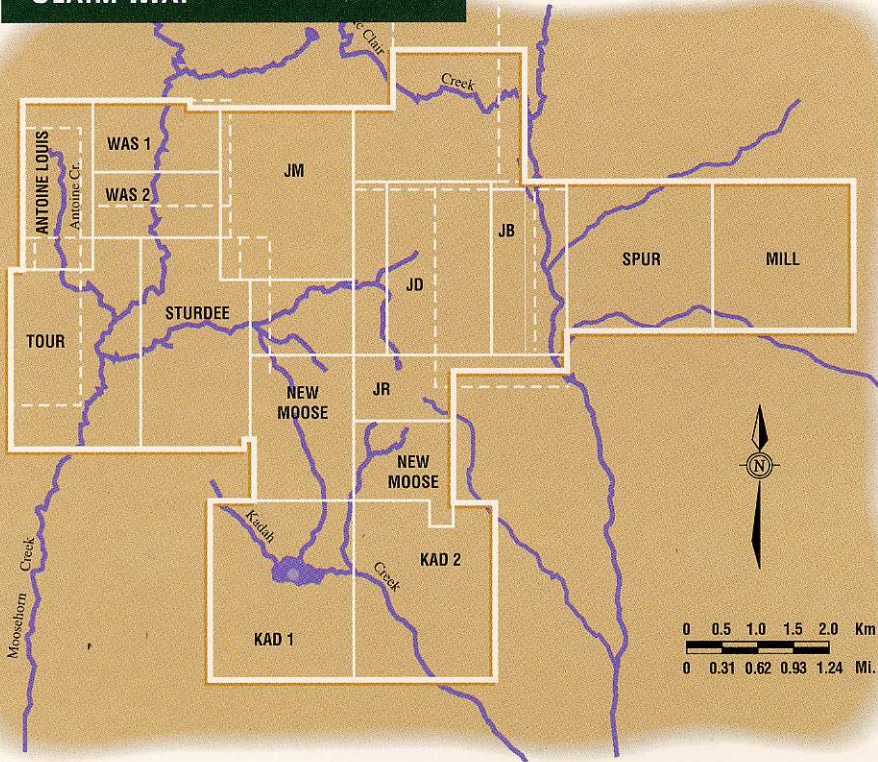 Clair
Creek
ANTOINE LOUIS
Antoine Cr.
WAS 1
WAS 2
JM
JB
JD
SPUR
MILL
TOUR
STURDEE
NEW
MOOSE
JR
NEW
MOOSE
N
Kadah
Creek
KAD 2
KAD 1
Moosehorn Creek
0 0.5 1.0 1.5 2.0 Km
0 0.31 0.62 0.93 1.24 Mi.